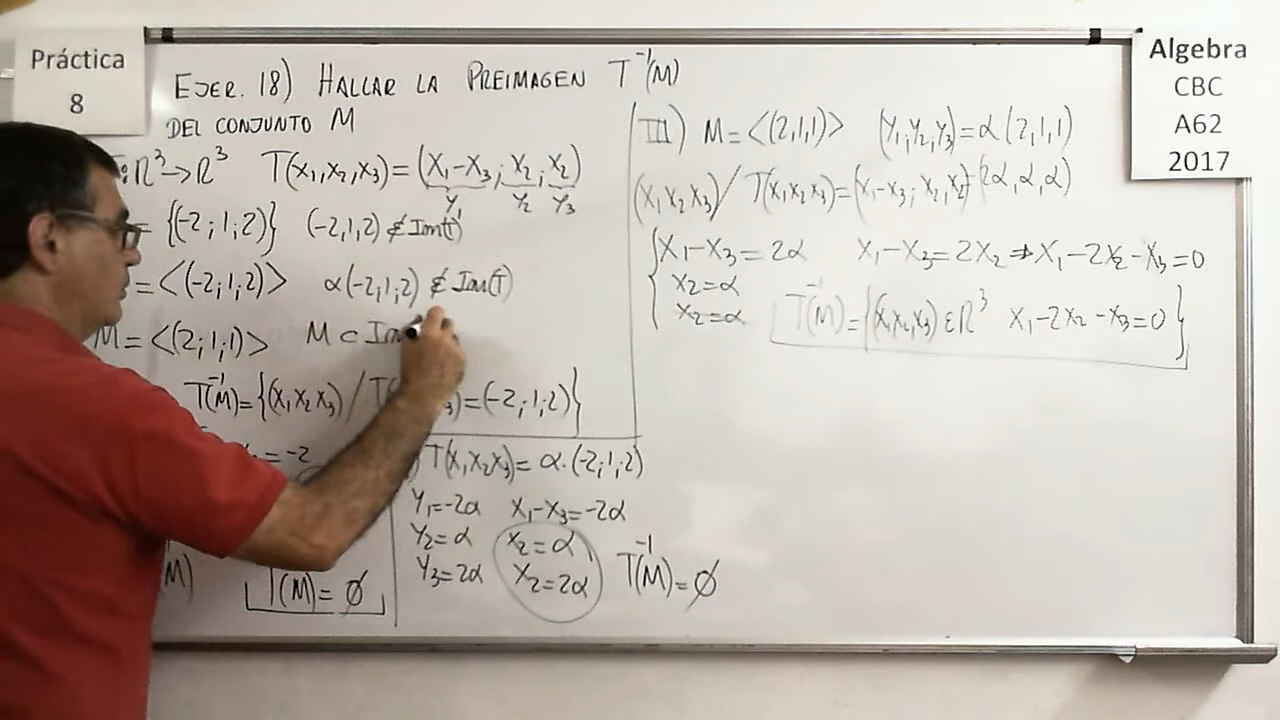 Práctica
8
Algebra
CBC
A62
2017
EJER. 18) HALLAR LA PREIMAGEN T⁻¹(M)
DEL CONJUNTO M
:ℝ³→ℝ³ T(x₁,x₂,x₃)=(x₁-x₃; x₂; x₂)
y₁ y₂ y₃
= {(-2;1;2)} (-2,1,2) ∉ Im(T)
= <(-2;1;2)> α(-2,1,2) ∉ Im(T)
M = <(2;1;1)> M ⊂ Im
T⁻¹(M)={(x₁x₂x₃)/T( ₃)=(-2;1;2)}
= -2
M) T(M)= ∅
T(x₁x₂x₃)= α·(-2;1;2)
y₁=-2α x₁-x₃=-2α
y₂=α x₂=α
y₃=2α x₂=2α T⁻¹(M)=∅
III) M=<(2,1,1)> (y₁;y₂,y₃)=α(2,1,1)
(x₁x₂x₃)/ T(x₁x₂x₃)=(x₁-x₃; x₂,x₂)=(2α,α,α)
{x₁-x₃=2α x₁-x₃=2x₂ ⇒ x₁-2x₂-x₃=0
x₂=α
x₂=α T⁻¹(M)={(x₁x₂,x₃) ∈ ℝ³ x₁-2x₂-x₃=0}